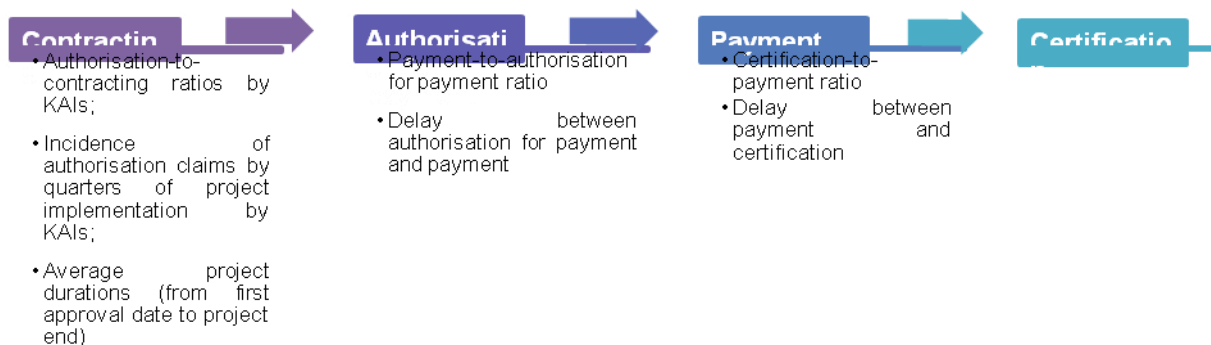 Contractin
• Authorisation-to-
contracting ratios by
KAIs;
• Incidence of
authorisation claims by
quarters of project
implementation by
KAIs;
• Average project
durations (from first
approval date to project
end)
Authorisati
• Payment-to-authorisation
for payment ratio
• Delay between
authorisation for payment
and payment
Payment
• Certification-to-
payment ratio
• Delay between
payment and
certification
Certificatio
n